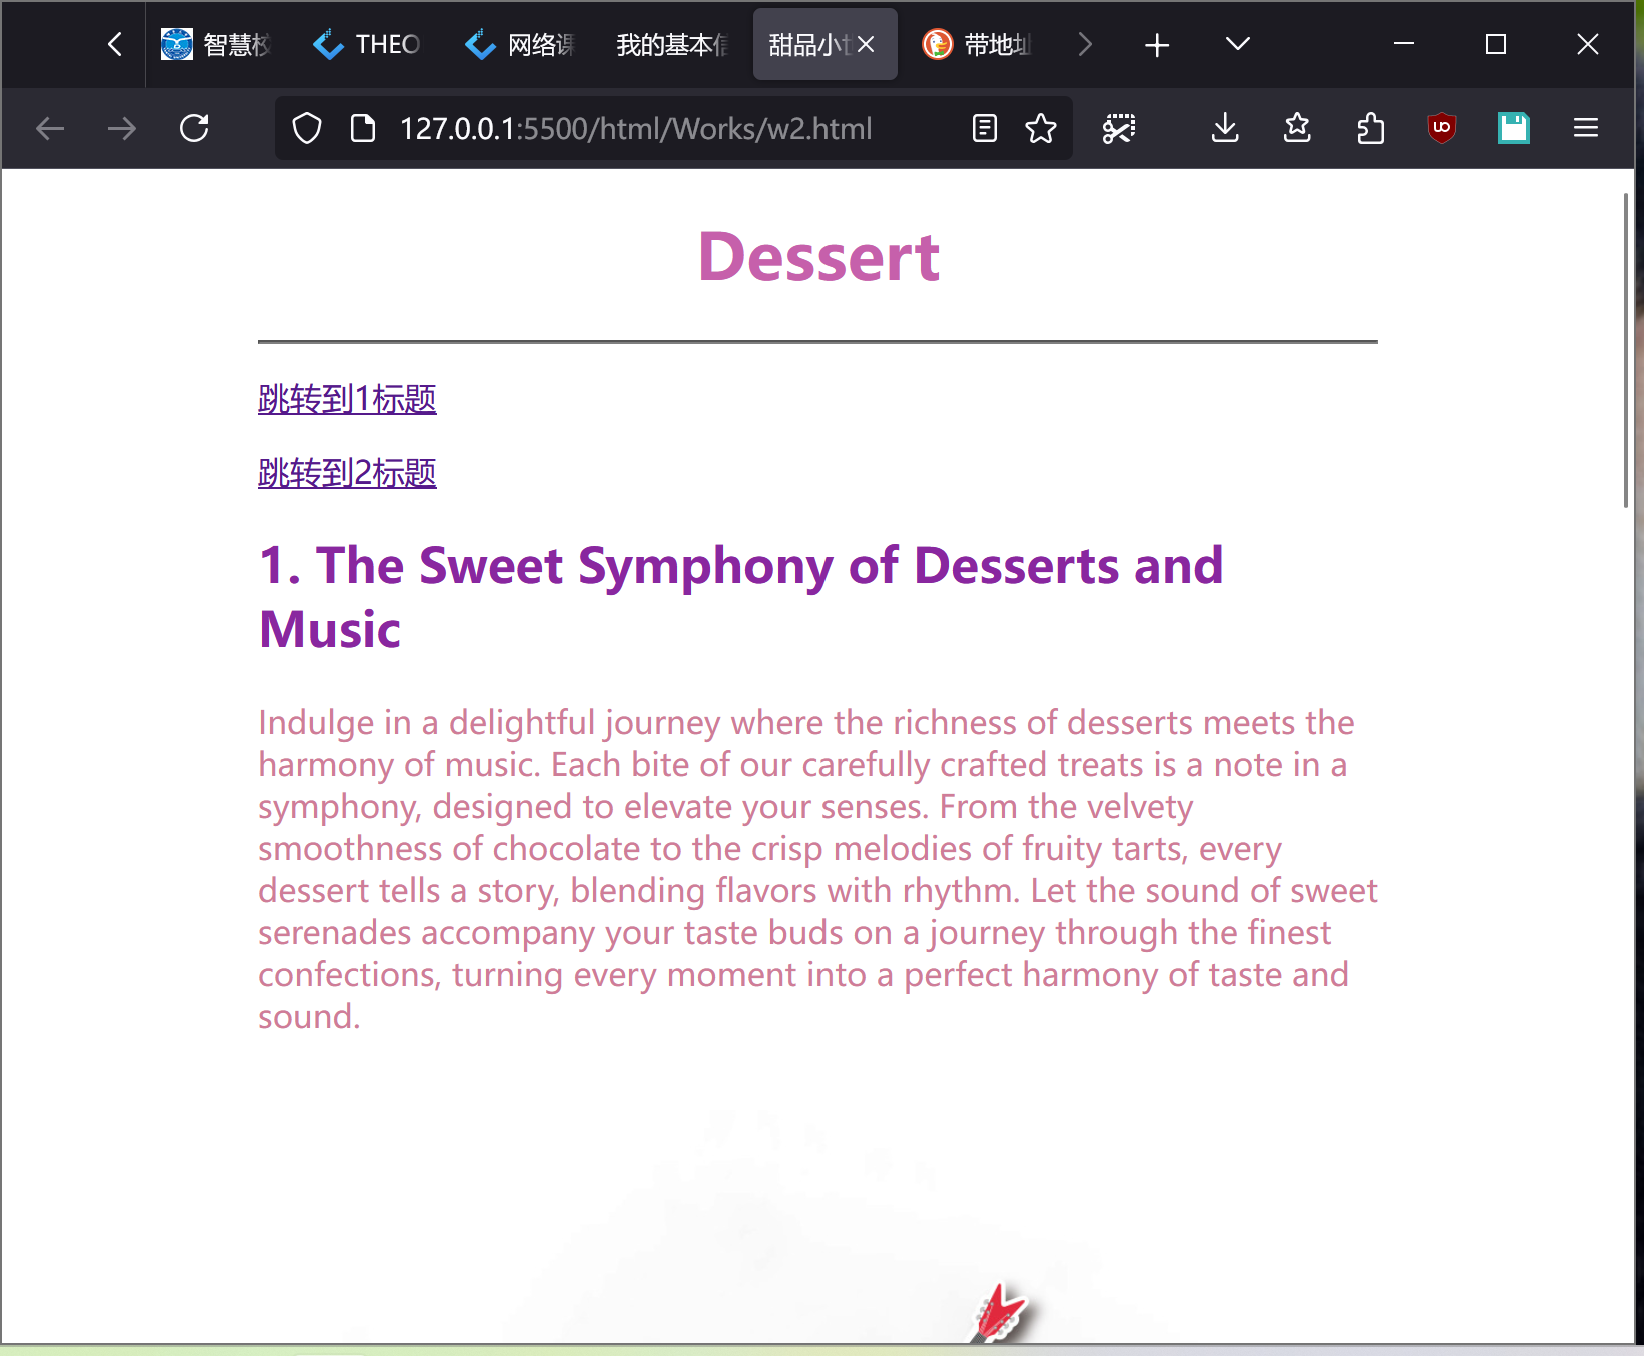 智慧校
THEO
网络课
我的基本信
甜品小
带地址
127.0.0.1:5500/html/Works/w2.html
Dessert
跳转到1标题
跳转到2标题
1. The Sweet Symphony of Desserts and
Music
Indulge in a delightful journey where the richness of desserts meets the
harmony of music. Each bite of our carefully crafted treats is a note in a
symphony, designed to elevate your senses. From the velvety
smoothness of chocolate to the crisp melodies of fruity tarts, every
dessert tells a story, blending flavors with rhythm. Let the sound of sweet
serenades accompany your taste buds on a journey through the finest
confections, turning every moment into a perfect harmony of taste and
sound.